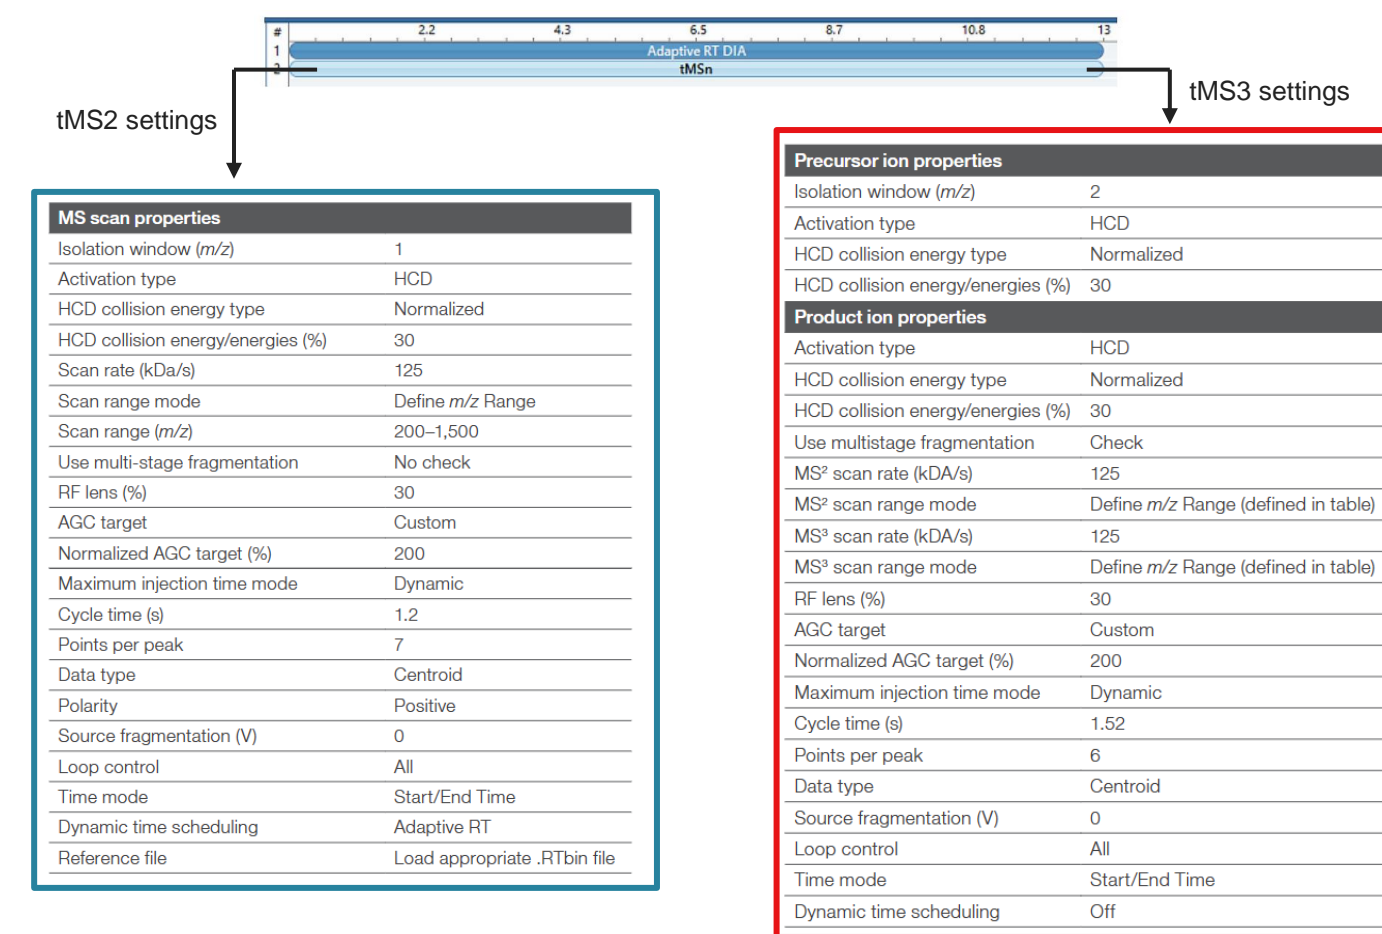 # 2.2 4.3 6.5 8.7 10.8 13
1 Adaptive RT DIA
2 tMSn
tMS2 settings
tMS3 settings
MS scan properties
Isolation window (m/z) 1
Activation type HCD
HCD collision energy type Normalized
HCD collision energy/energies (%) 30
Scan rate (kDa/s) 125
Scan range mode Define m/z Range
Scan range (m/z) 200–1,500
Use multi-stage fragmentation No check
RF lens (%) 30
AGC target Custom
Normalized AGC target (%) 200
Maximum injection time mode Dynamic
Cycle time (s) 1.2
Points per peak 7
Data type Centroid
Polarity Positive
Source fragmentation (V) 0
Loop control All
Time mode Start/End Time
Dynamic time scheduling Adaptive RT
Reference file Load appropriate .RTbin file
Precursor ion properties
Isolation window (m/z) 2
Activation type HCD
HCD collision energy type Normalized
HCD collision energy/energies (%) 30
Product ion properties
Activation type HCD
HCD collision energy type Normalized
HCD collision energy/energies (%) 30
Use multistage fragmentation Check
MS² scan rate (kDA/s) 125
MS² scan range mode Define m/z Range (defined in table)
MS³ scan rate (kDA/s) 125
MS³ scan range mode Define m/z Range (defined in table)
RF lens (%) 30
AGC target Custom
Normalized AGC target (%) 200
Maximum injection time mode Dynamic
Cycle time (s) 1.52
Points per peak 6
Data type Centroid
Source fragmentation (V) 0
Loop control All
Time mode Start/End Time
Dynamic time scheduling Off